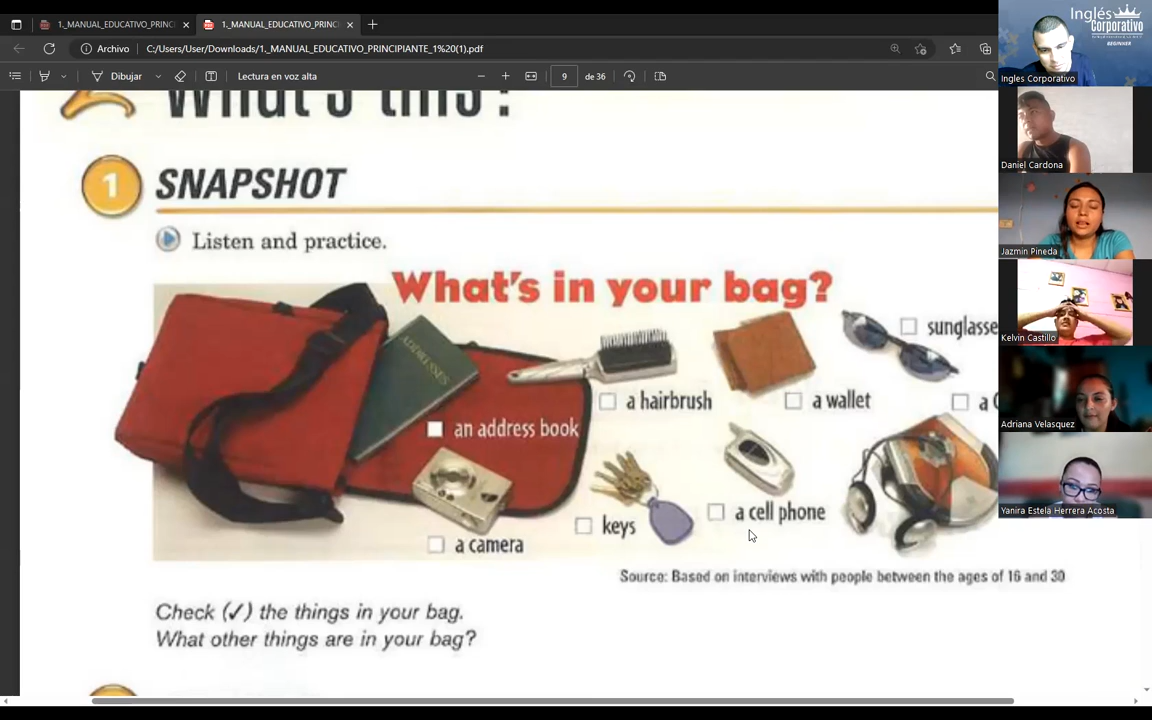 1._MANUAL_EDUCATIVO_PRINC
1._MANUAL_EDUCATIVO_PRINCI
Archivo
C:/Users/User/Downloads/1._MANUAL_EDUCATIVO_PRINCIPIANTE_1%20(1).pdf
Dibujar
Lectura en voz alta
9
de 36
What's this?
1
SNAPSHOT
Listen and practice.
What's in your bag?
ADDRESSES
sunglasse
a hairbrush
a wallet
an address book
a cell phone
keys
a camera
Source: Based on interviews with people between the ages of 16 and 30
Check (✓) the things in your bag.
What other things are in your bag?
Inglés
Corporativo
BEGINNER
Ingles Corporativo
Daniel Cardona
Jazmin Pineda
Kelvin Castillo
Adriana Velasquez
Yanira Estela Herrera Acosta